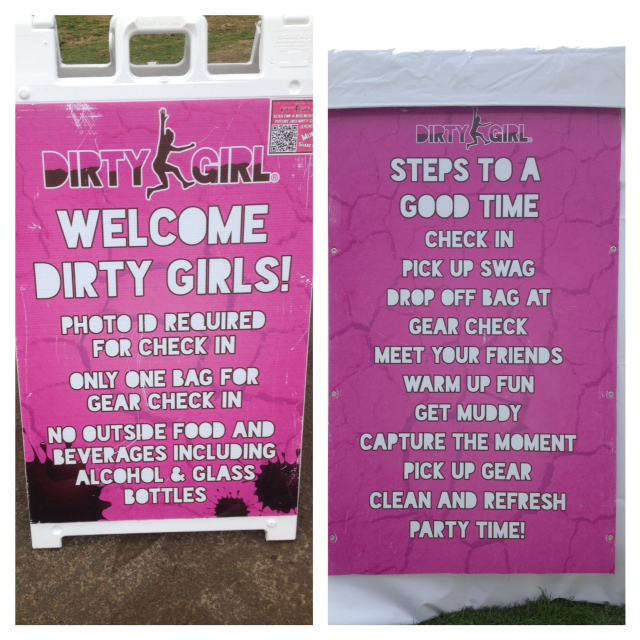 DIRTY GIRL®
WELCOME
DIRTY GIRLS!
PHOTO ID REQUIRED
FOR CHECK IN
ONLY ONE BAG FOR
GEAR CHECK IN
NO OUTSIDE FOOD AND
BEVERAGES INCLUDING
ALCOHOL & GLASS
BOTTLES
DIRTY GIRL
STEPS TO A
GOOD TIME
CHECK IN
PICK UP SWAG
DROP OFF BAG AT
GEAR CHECK
MEET YOUR FRIENDS
WARM UP FUN
GET MUDDY
CAPTURE THE MOMENT
PICK UP GEAR
CLEAN AND REFRESH
PARTY TIME!